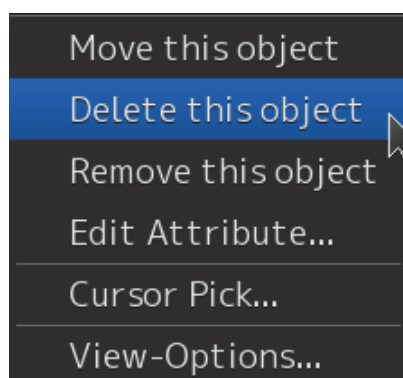 Move this object
Delete this object
Remove this object
Edit Attribute...
Cursor Pick...
View-Options...